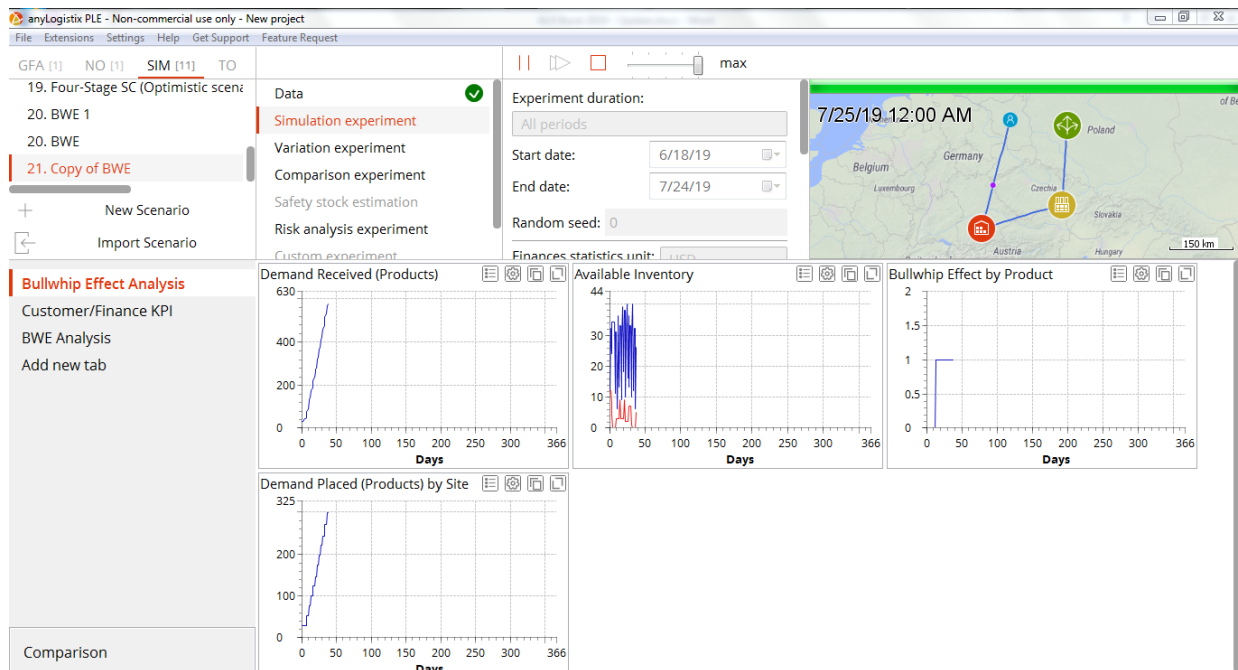 anyLogistix PLE - Non-commercial use only - New project
File Extensions Settings Help Get Support Feature Request
GFA [1] NO [1] SIM [11] TO
max
19. Four-Stage SC (Optimistic scena
20. BWE 1
20. BWE
21. Copy of BWE
New Scenario
Import Scenario
Data
Simulation experiment
Variation experiment
Comparison experiment
Safety stock estimation
Risk analysis experiment
Custom experiment
Experiment duration:
All periods
Start date: 6/18/19
End date: 7/24/19
Random seed: 0
Finances statistics unit: USD
7/25/19 12:00 AM
of Be
Poland
Germany
Belgium
Luxembourg
Czechia
Slovakia
Austria
Hungary
150 km
Bullwhip Effect Analysis
Customer/Finance KPI
BWE Analysis
Add new tab
Comparison
Demand Received (Products)
630
400
200
0
0 50 100 150 200 250 300 366
Days
Available Inventory
44
30
20
10
0
0 50 100 150 200 250 300 366
Days
Bullwhip Effect by Product
2
1.5
1
0.5
0
0 50 100 150 200 250 300 366
Days
Demand Placed (Products) by Site
325
200
100
0
0 50 100 150 200 250 300 366
Days